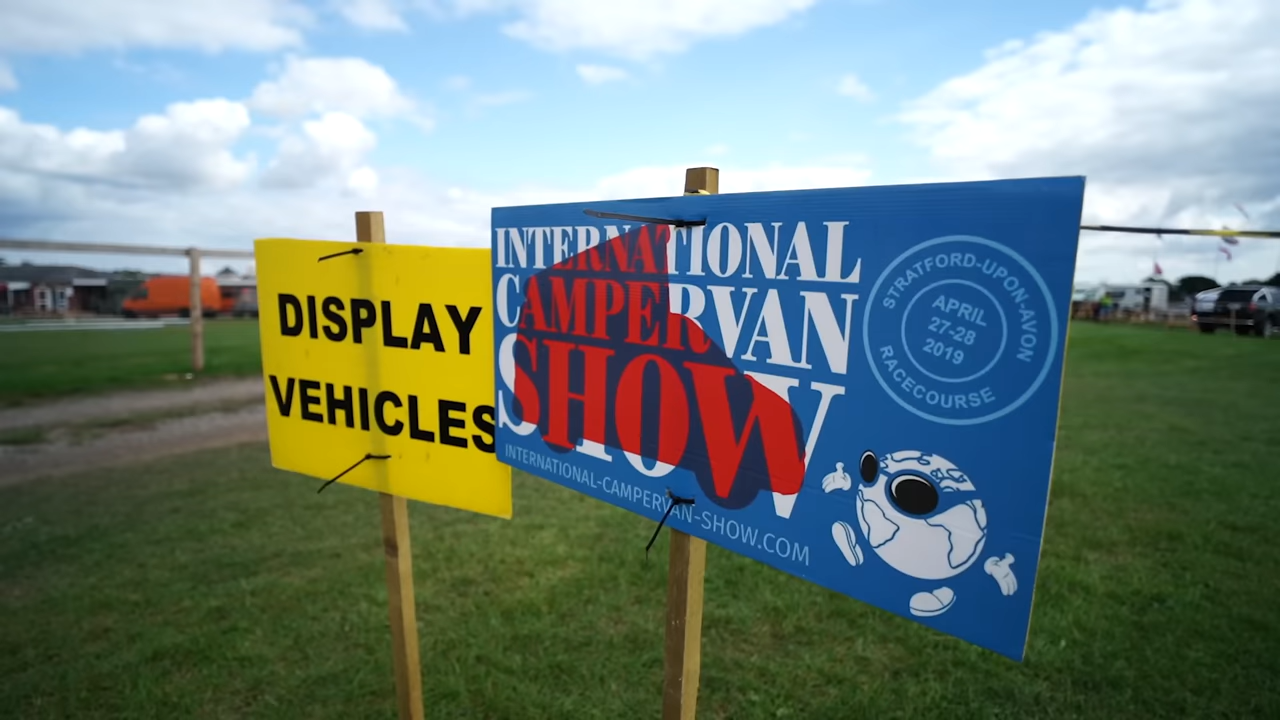 DISPLAY
VEHICLES
INTERNATIONAL
CAMPERVAN
SHOW
INTERNATIONAL-CAMPERVAN-SHOW.COM
STRATFORD-UPON-AVON
APRIL
27-28
2019
RACECOURSE